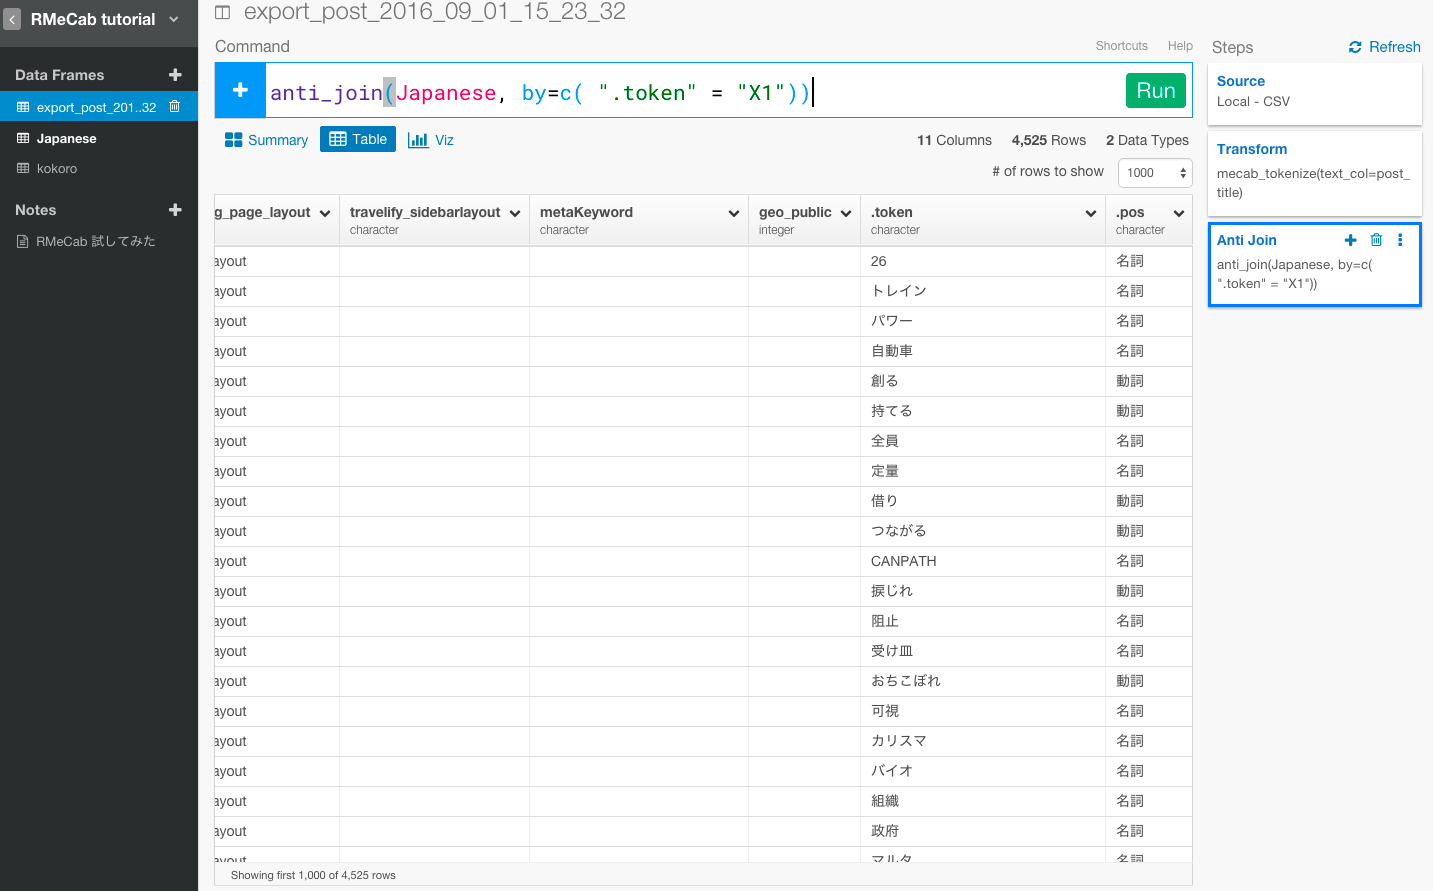 RMeCab tutorial
Data Frames
export_post_201..32
Japanese
kokoro
Notes
RMeCab 試してみた
export_post_2016_09_01_15_23_32
Command
Shortcuts Help
anti_join(Japanese, by=c( ".token" = "X1"))
Run
Summary Table Viz
11 Columns 4,525 Rows 2 Data Types
# of rows to show 1000
g_page_layout travelify_sidebarlayout metaKeyword geo_public .token .pos
character character integer character character
ayout 26 名詞
ayout トレイン 名詞
ayout パワー 名詞
ayout 自動車 名詞
ayout 創る 動詞
ayout 持てる 動詞
ayout 全員 名詞
ayout 定量 名詞
ayout 借り 動詞
ayout つながる 動詞
ayout CANPATH 名詞
ayout 捩じれ 動詞
ayout 阻止 名詞
ayout 受け皿 名詞
ayout おちこぼれ 動詞
ayout 可視 名詞
ayout カリスマ 名詞
ayout バイオ 名詞
ayout 組織 名詞
ayout 政府 名詞
ayout マルタ 名詞
Showing first 1,000 of 4,525 rows
Steps Refresh
Source
Local - CSV
Transform
mecab_tokenize(text_col=post_
title)
Anti Join
anti_join(Japanese, by=c(
".token" = "X1"))